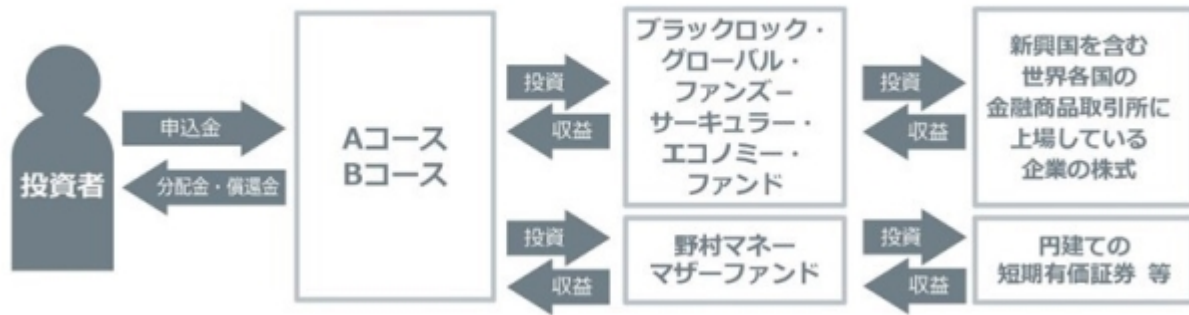 投資者
申込金
分配金・償還金
Aコース
Bコース
投資
収益
ブラックロック・
グローバル・
ファンズ－
サーキュラー・
エコノミー・
ファンド
投資
収益
新興国を含む
世界各国の
金融商品取引所に
上場している
企業の株式
投資
収益
野村マネー
マザーファンド
投資
収益
円建ての
短期有価証券 等